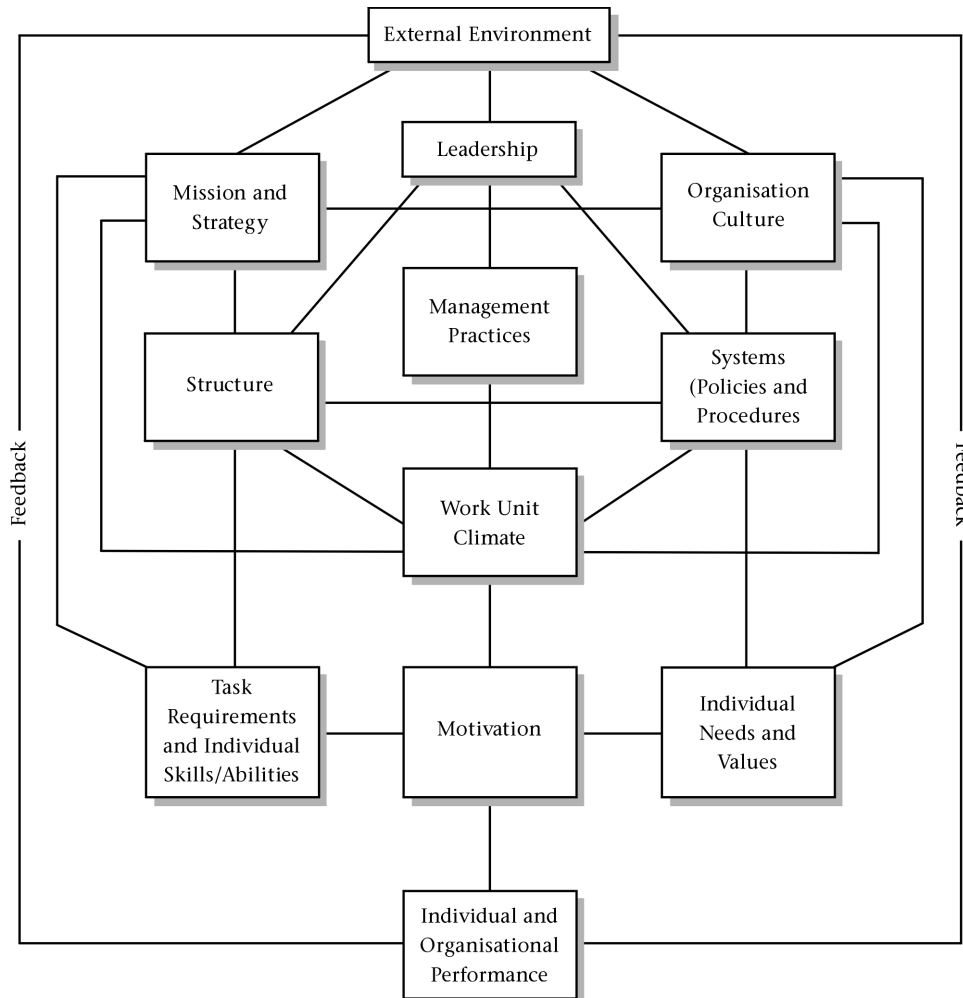 External Environment
Leadership
Mission and
Strategy
Organisation
Culture
Management
Practices
Structure
Systems
(Policies and
Procedures
Feedback
Feedback
Work Unit
Climate
Task
Requirements
and Individual
Skills/Abilities
Motivation
Individual
Needs and
Values
Individual and
Organisational
Performance